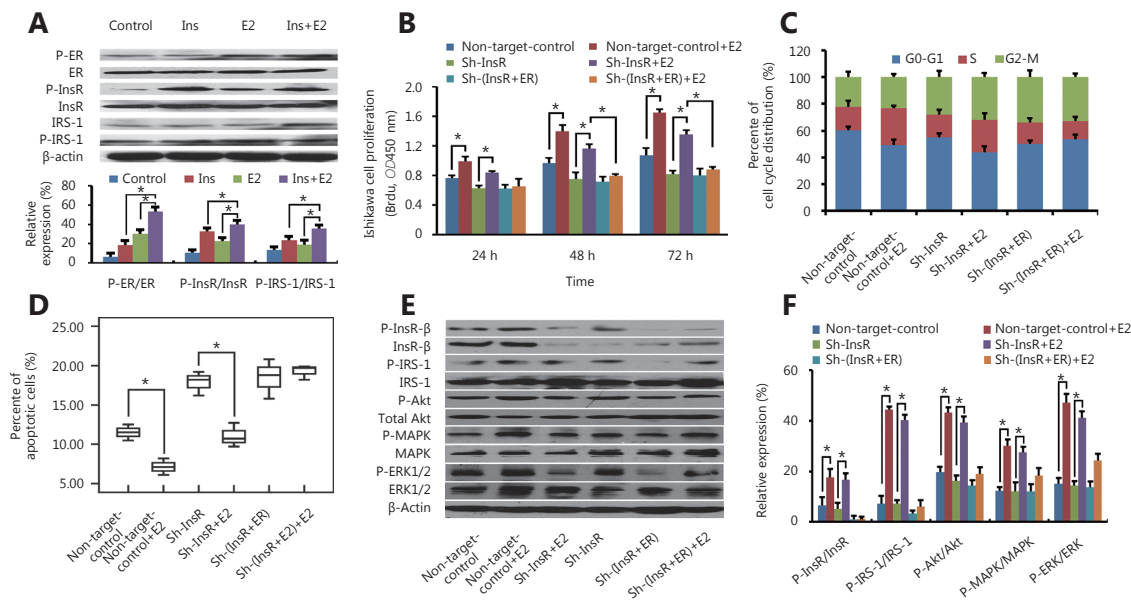 A
Control Ins E2 Ins+E2
P-ER
ER
P-InsR
InsR
IRS-1
P-IRS-1
β-actin
Control Ins E2 Ins+E2
Relative
expression (%)
80
60
40
20
0
* * * * * *
P-ER/ER P-InsR/InsR P-IRS-1/IRS-1
B
Non-target-control Non-target-control+E2
Sh-InsR Sh-InsR+E2
Sh-(InsR+ER) Sh-(InsR+ER)+E2
Ishikawa cell proliferation
(Brdu, OD450 nm)
2.0
1.6
1.2
0.8
0.4
0
* * * * * * * *
24 h 48 h 72 h
Time
C
Percente of
cell cycle distribution (%)
120
100
80
60
40
20
0
G0-G1 S G2-M
Non-target-
control
Non-target-
control+E2
Sh-InsR
Sh-InsR+E2
Sh-(InsR+ER)
Sh-(InsR+ER)+E2
D
Percente of
apoptotic cells (%)
25.00
20.00
15.00
10.00
5.00
* *
Non-target-
control
Non-target-
control+E2
Sh-InsR
Sh-InsR+E2
Sh-(InsR+ER)
Sh-(InsR+E2)+E2
E
P-InsR-β
InsR-β
P-IRS-1
IRS-1
P-Akt
Total Akt
P-MAPK
MAPK
P-ERK1/2
ERK1/2
β-Actin
Non-target-
control
Non-target-
control+E2
Sh-InsR+E2
Sh-InsR
Sh-(InsR+ER)
Sh-(InsR+ER)+E2
F
Non-target-control Non-target-control+E2
Sh-InsR Sh-InsR+E2
Sh-(InsR+ER) Sh-(InsR+ER)+E2
Relative expression (%)
60
40
20
0
* * * * * * * * * *
P-InsR/InsR
P-IRS-1/IRS-1
P-Akt/Akt
P-MAPK/MAPK
P-ERK/ERK